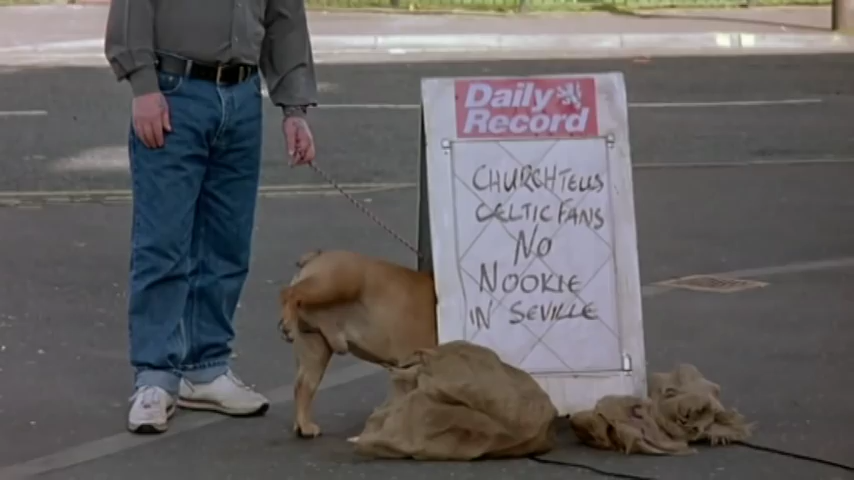 Daily
Record
CHURCH TELLS
CELTIC FANS
NO
NOOKIE
IN SEVILLE